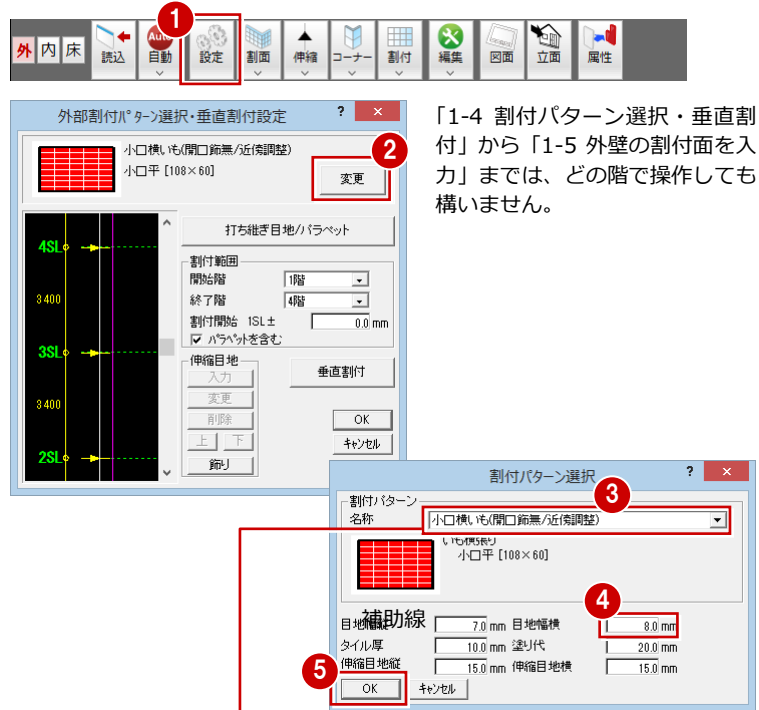 1
外 内 床 読込 Auto 自動 設定 割面 伸縮 コーナー 割付 編集 図面 立面 属性
外部割付パターン選択・垂直割付設定 ? ×
小口横いも(開口飾無/近傍調整)
小口平 [108×60]
2
変更
打ち継ぎ目地/パラペット
4SL
3400
3SL
3400
2SL
割付範囲
開始階 1階
終了階 4階
割付開始 1SL± 0.0 mm
パラペットを含む
伸縮目地
入力
変更
削除
上 下
飾り
垂直割付
OK
キャンセル
「1-4 割付パターン選択・垂直割
付」から「1-5 外壁の割付面を入
力」までは、どの階で操作しても
構いません。
割付パターン選択 ? ×
3
割付パターン
名称 小口横いも(開口飾無/近傍調整)
いも横張り
小口平 [108×60]
4
補助線
目地幅縦 7.0 mm 目地幅横 8.0 mm
タイル厚 10.0 mm 塗り代 20.0 mm
伸縮目地縦 15.0 mm 伸縮目地横 15.0 mm
5
OK キャンセル